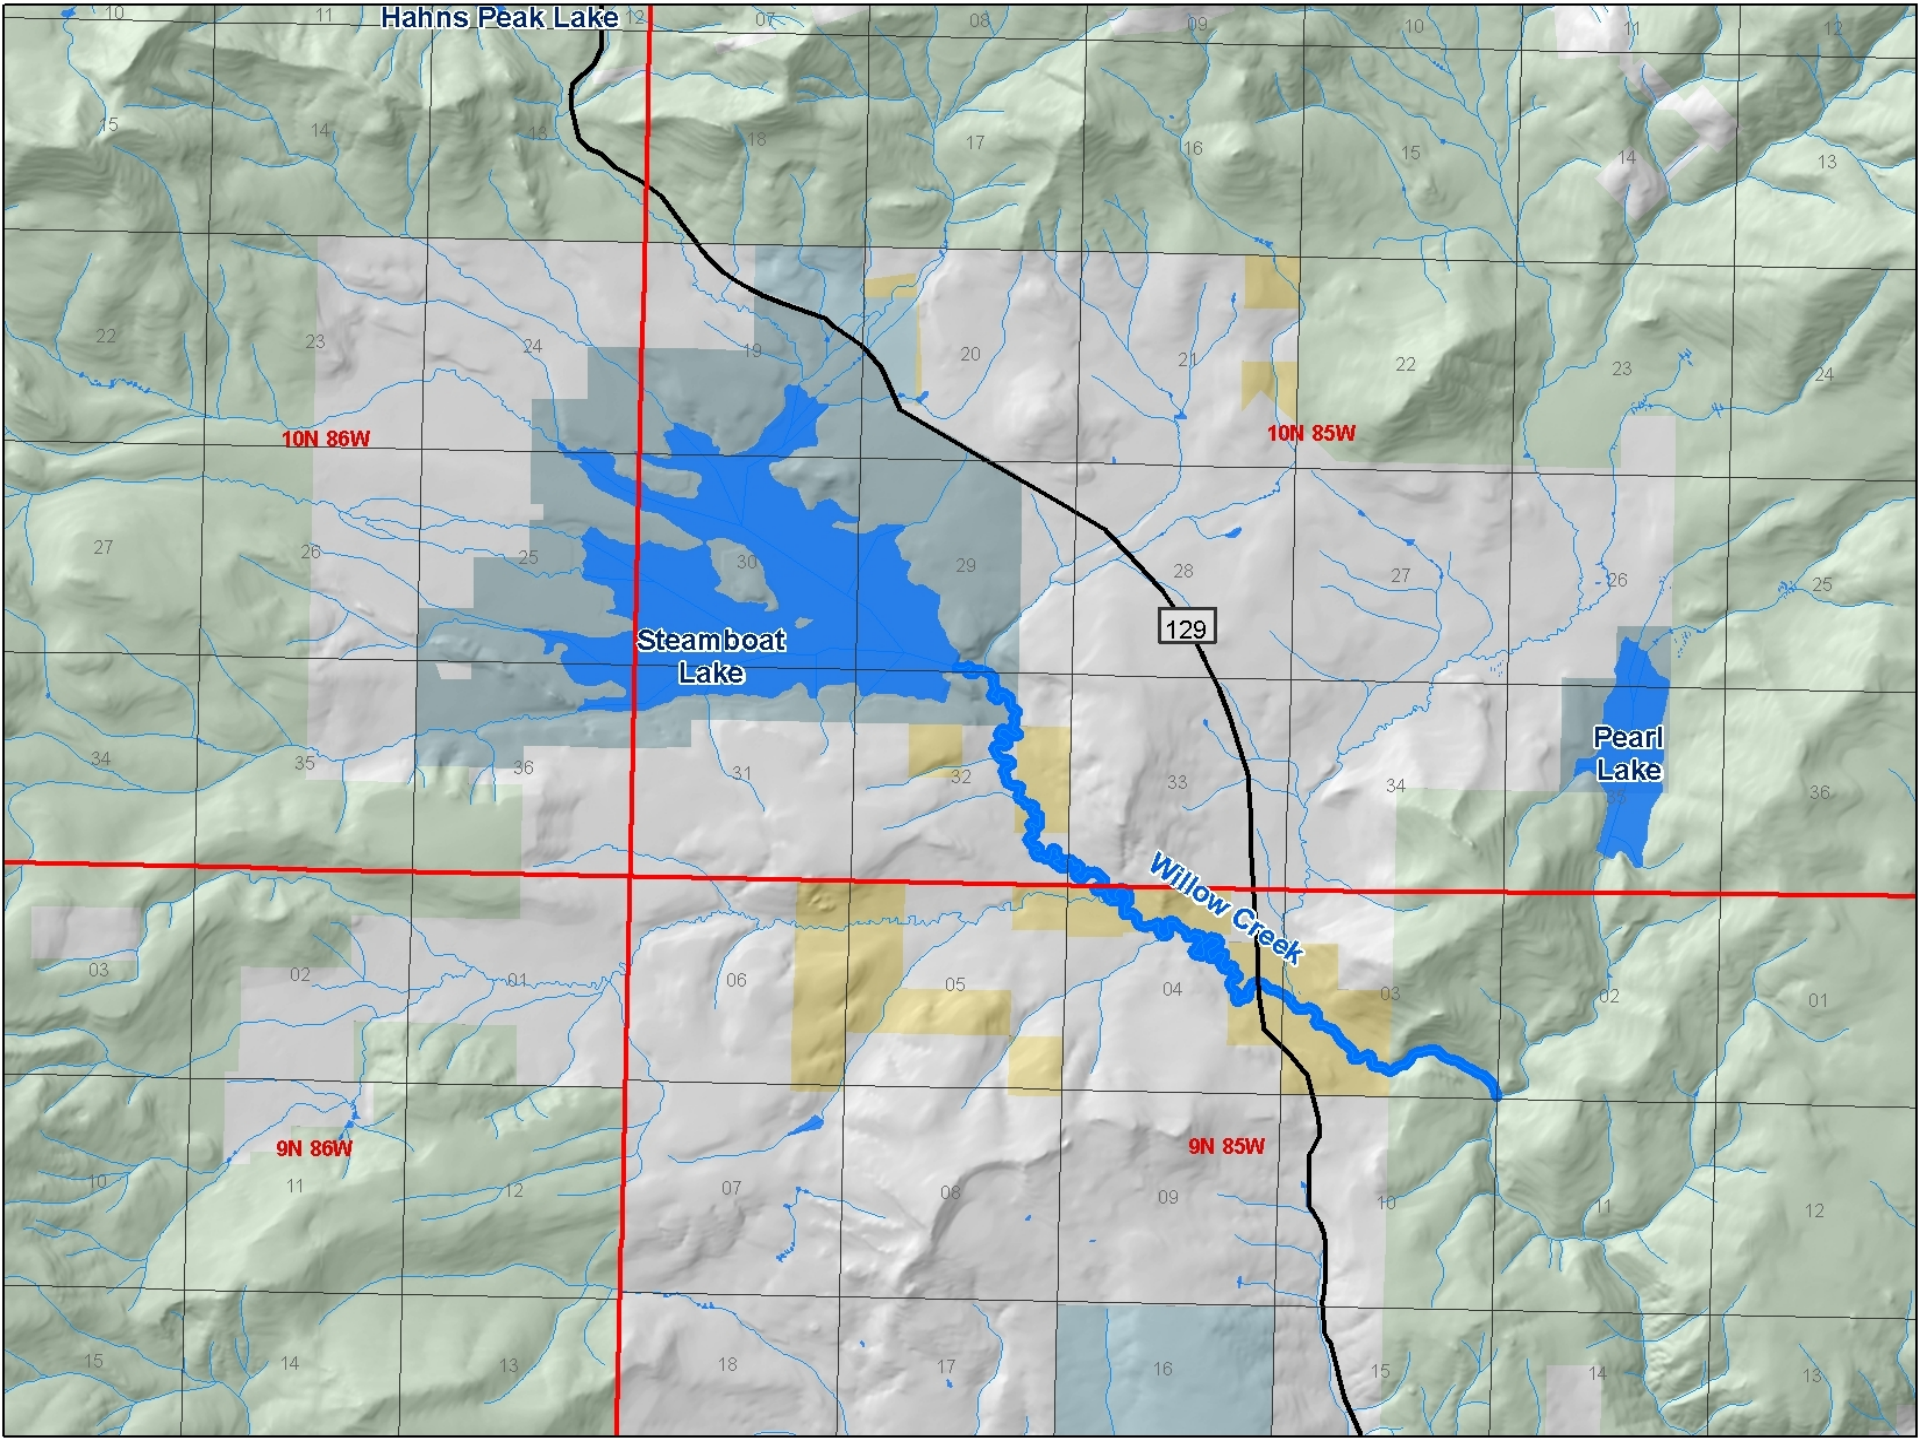 10 11 Hahns Peak Lake 12 07 08 09 10 11 12
15 14 13 18 17 16 15 14 13
22 23 24 19 20 21 22 23 24
10N 86W 10N 85W
27 26 25 30 29 28 27 26 25
129
Steamboat
Lake
Pearl
Lake
34 35 36 31 32 33 34 35 36
Willow Creek
03 02 01 06 05 04 03 02 01
9N 86W 9N 85W
10 11 12 07 08 09 10 11 12
15 14 13 18 17 16 15 14 13